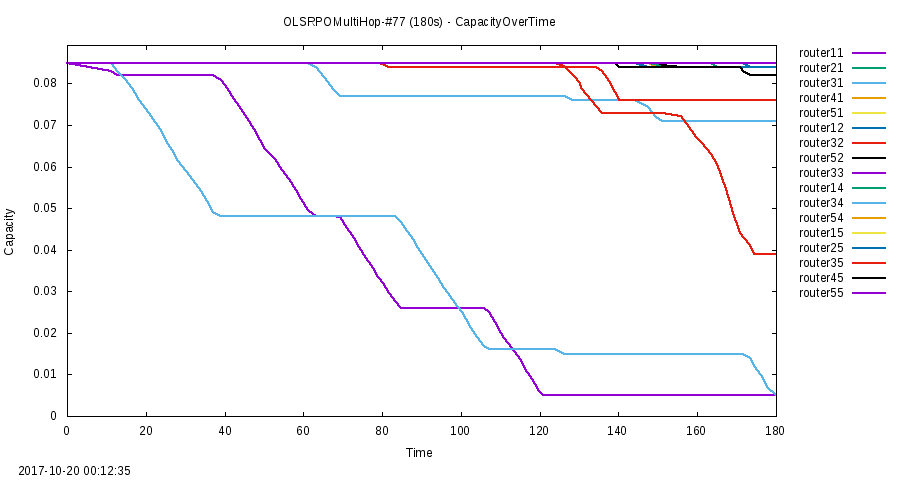 OLSRPOMultiHop-#77 (180s) - CapacityOverTime
router11
router21
router31
router41
router51
router12
router32
router52
router33
router14
router34
router54
router15
router25
router35
router45
router55
Capacity
0.08
0.07
0.06
0.05
0.04
0.03
0.02
0.01
0
0 20 40 60 80 100 120 140 160 180
Time
2017-10-20 00:12:35